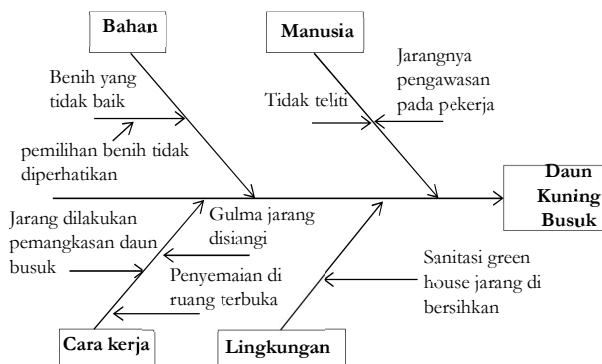 Bahan
Manusia
Benih yang
tidak baik
pemilihan benih tidak
diperhatikan
Tidak teliti
Jarangnya
pengawasan
pada pekerja
Daun
Kuning
Busuk
Jarang dilakukan
pemangkasan daun
busuk
Gulma jarang
disiangi
Penyemaian di
ruang terbuka
Sanitasi green
house jarang di
bersihkan
Cara kerja
Lingkungan